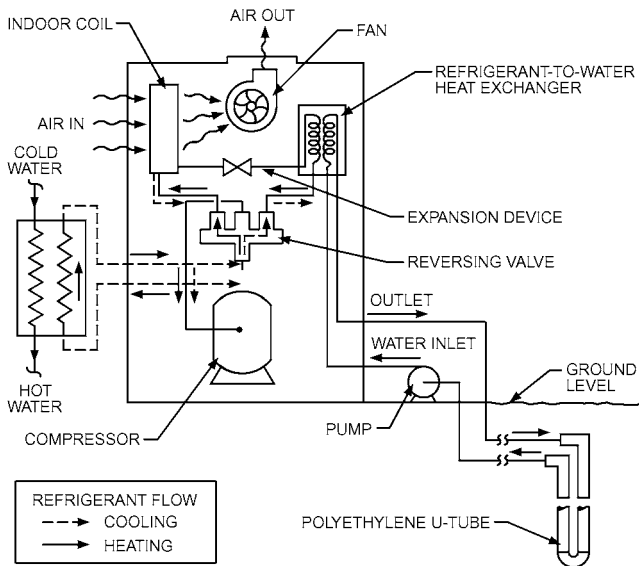 AIR OUT
INDOOR COIL
FAN
REFRIGERANT-TO-WATER
HEAT EXCHANGER
AIR IN
COLD
WATER
EXPANSION DEVICE
REVERSING VALVE
OUTLET
WATER INLET
GROUND
LEVEL
HOT
WATER
PUMP
COMPRESSOR
REFRIGERANT FLOW
COOLING
HEATING
POLYETHYLENE U-TUBE